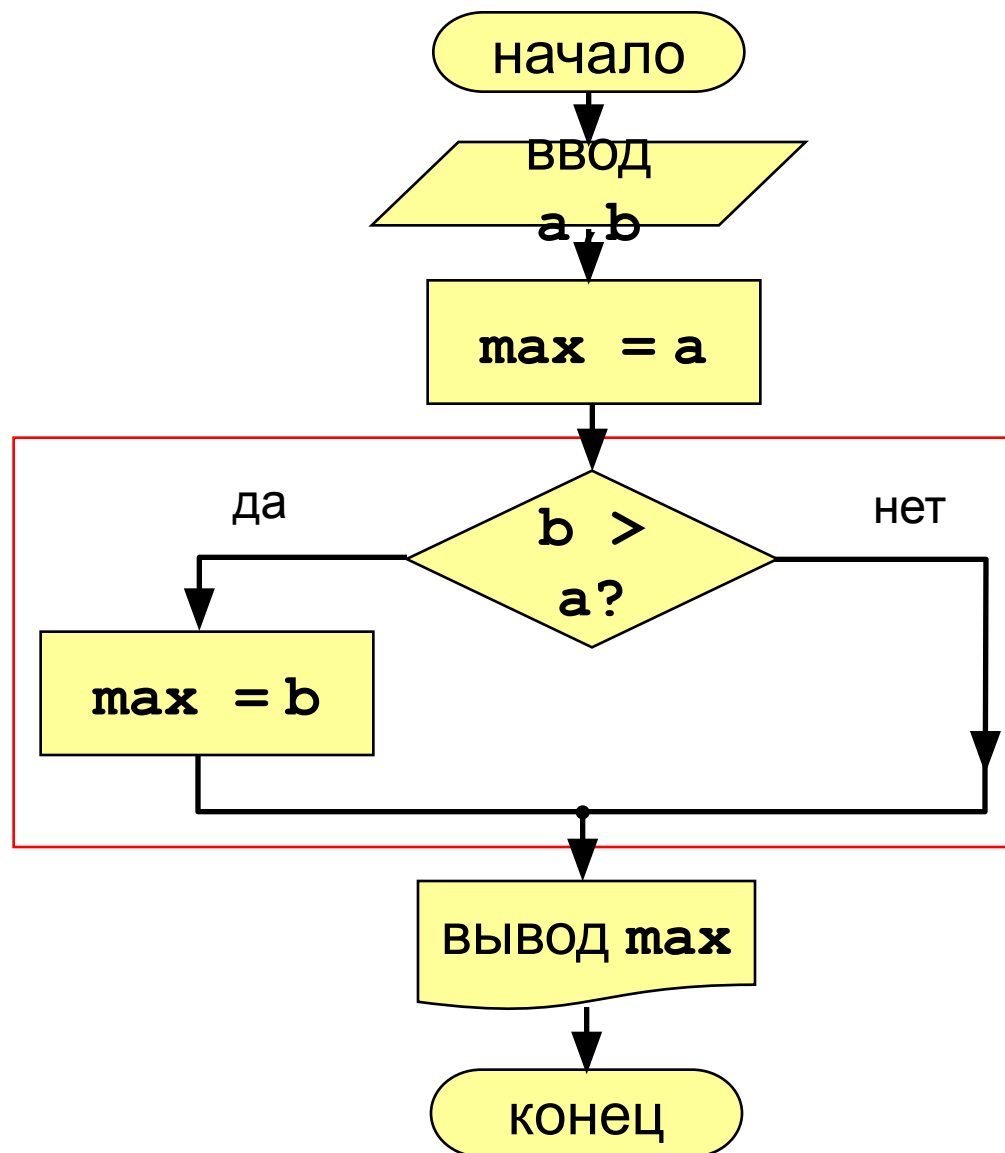 начало
ввод
a,b
max = a
да
нет
b >
a?
max = b
вывод max
конец